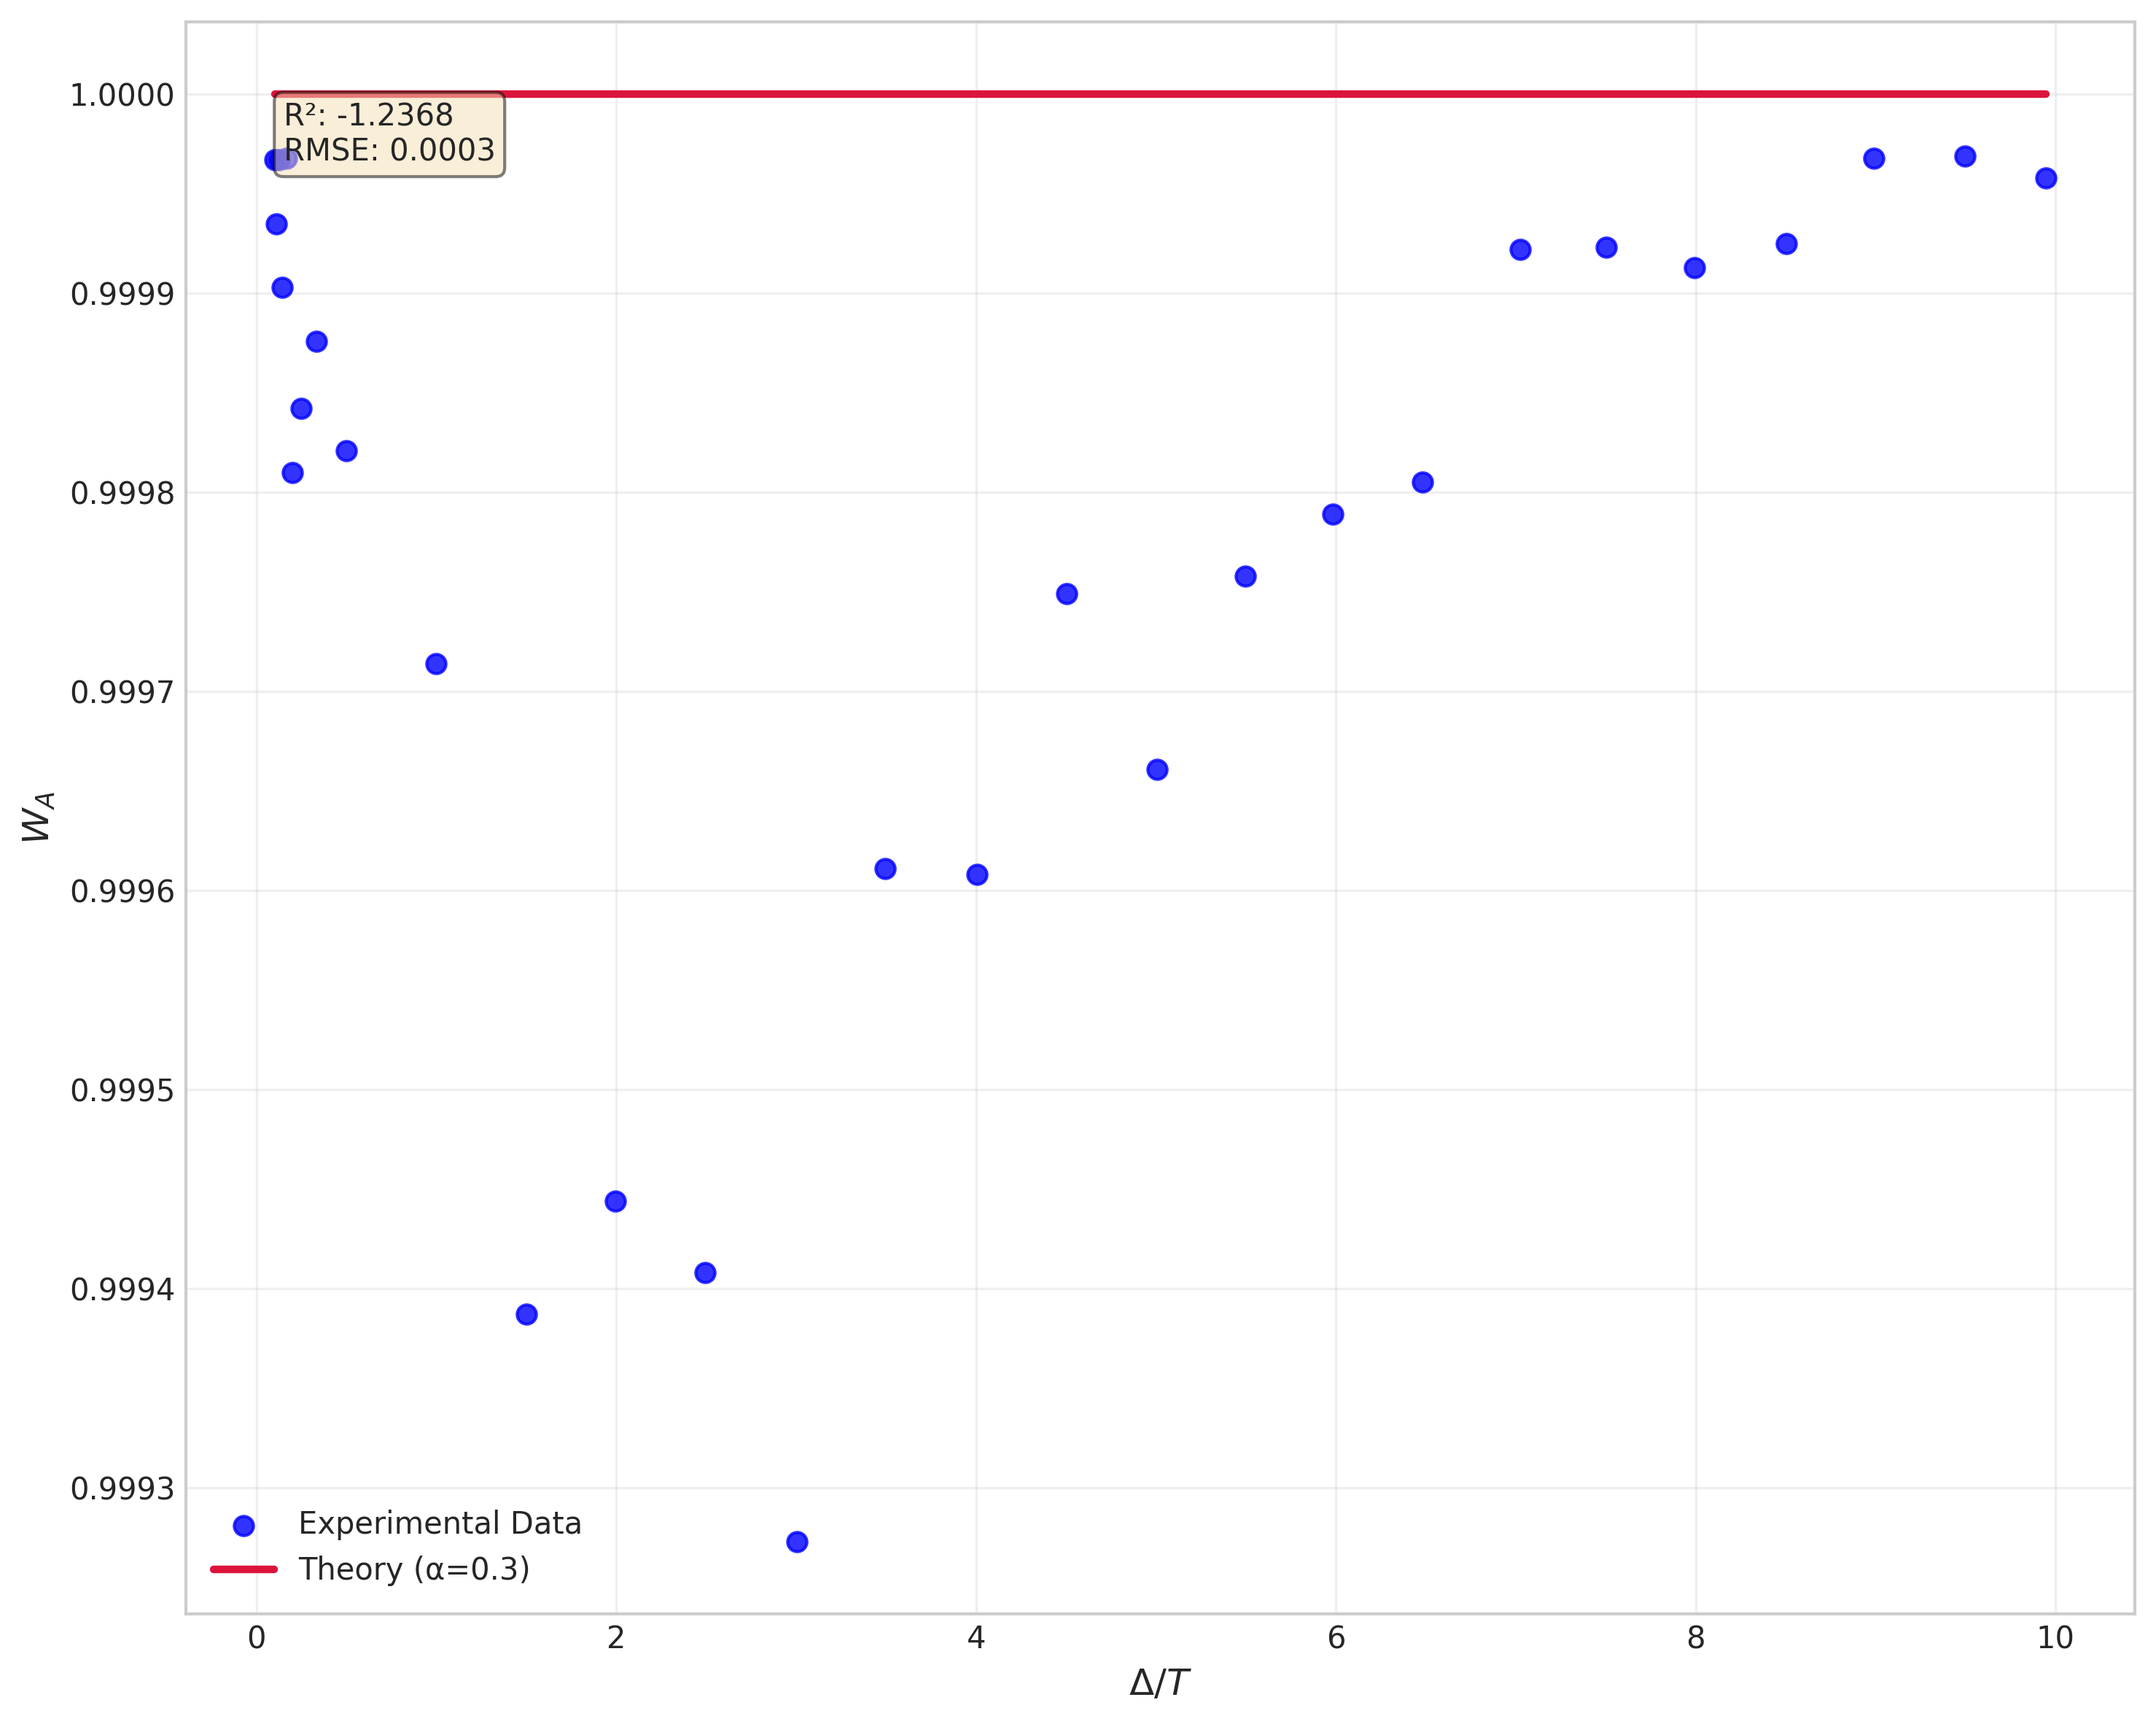 1.0000
R²: -1.2368
RMSE: 0.0003
0.9999
0.9998
0.9997
W_A
0.9996
0.9995
0.9994
0.9993
Experimental Data
Theory (α=0.3)
0 2 4 6 8 10
Δ/T